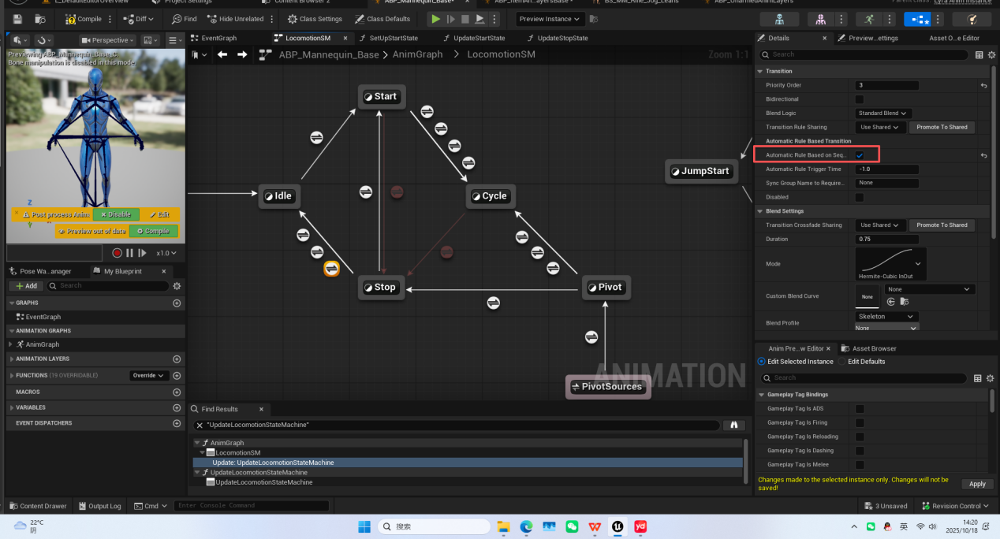 L_DefaultEditorOverview
Project Settings
Content Browser 2
ABP_Mannequin_Base*
ABP_ItemAn...ayersBase*
BS_MM_Rifle_Jog_Leans
ABP_UnarmedAnimLayers
Parent class: Lyra Anim Instance
Compile
Diff
Find
Hide Unrelated
Class Settings
Class Defaults
Preview Instance
Perspective
EventGraph
LocomotionSM
SetUpStartState
UpdateStartState
UpdateStopState
Details
Preview...ettings
Asset O...e Editor
Previewing ABP_Mannequin_Base_C.
Bone manipulation is disabled in this mode.
ABP_Mannequin_Base > AnimGraph > LocomotionSM
Zoom 1:1
Search
Transition
Priority Order
3
Bidirectional
Blend Logic
Standard Blend
Transition Rule Sharing
Use Shared
Promote To Shared
Automatic Rule Based Transition
Automatic Rule Based on Seq..
Automatic Rule Trigger Time
-1.0
Sync Group Name to Require...
None
Disabled
Blend Settings
Transition Crossfade Sharing
Use Shared
Promote To Shared
Duration
0.75
Mode
Hermite-Cubic InOut
Custom Blend Curve
None
None
Blend Profile
Skeleton
None
Start
Idle
Cycle
JumpStart
Stop
Pivot
PivotSources
ANIMATION
Z
Y
X
Post process Anim.
Disable
Edit
Preview out of date
Compile
x1.0
Pose Wa...anager
My Blueprint
Add
Search
GRAPHS
EventGraph
ANIMATION GRAPHS
AnimGraph
ANIMATION LAYERS
FUNCTIONS (19 OVERRIDABLE)
Override
MACROS
VARIABLES
EVENT DISPATCHERS
Find Results
"UpdateLocomotionStateMachine"
AnimGraph
LocomotionSM
Update: UpdateLocomotionStateMachine
UpdateLocomotionStateMachine
UpdateLocomotionStateMachine
Anim Pre...w Editor
Asset Browser
Edit Selected Instance
Edit Defaults
Search
Gameplay Tag Bindings
Gameplay Tag Is ADS
Gameplay Tag Is Firing
Gameplay Tag Is Reloading
Gameplay Tag Is Dashing
Gameplay Tag Is Melee
Changes made to the selected instance only. Changes will not be
saved!
Apply
Content Drawer
Output Log
Cmd
Enter Console Command
3 Unsaved
Revision Control
22°C
阴
搜索
yd
英
14:20
2025/10/18